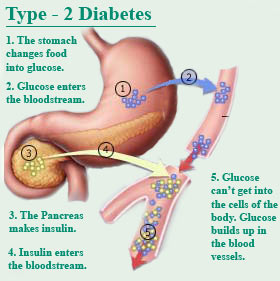 Type - 2 Diabetes
1. The stomach
changes food
into glucose.
2. Glucose enters
the bloodstream.
1
2
3
4
5
3. The Pancreas
makes insulin.
4. Insulin enters
the bloodstream.
5. Glucose
can't get into
the cells of the
body. Glucose
builds up in
the blood
vessels.